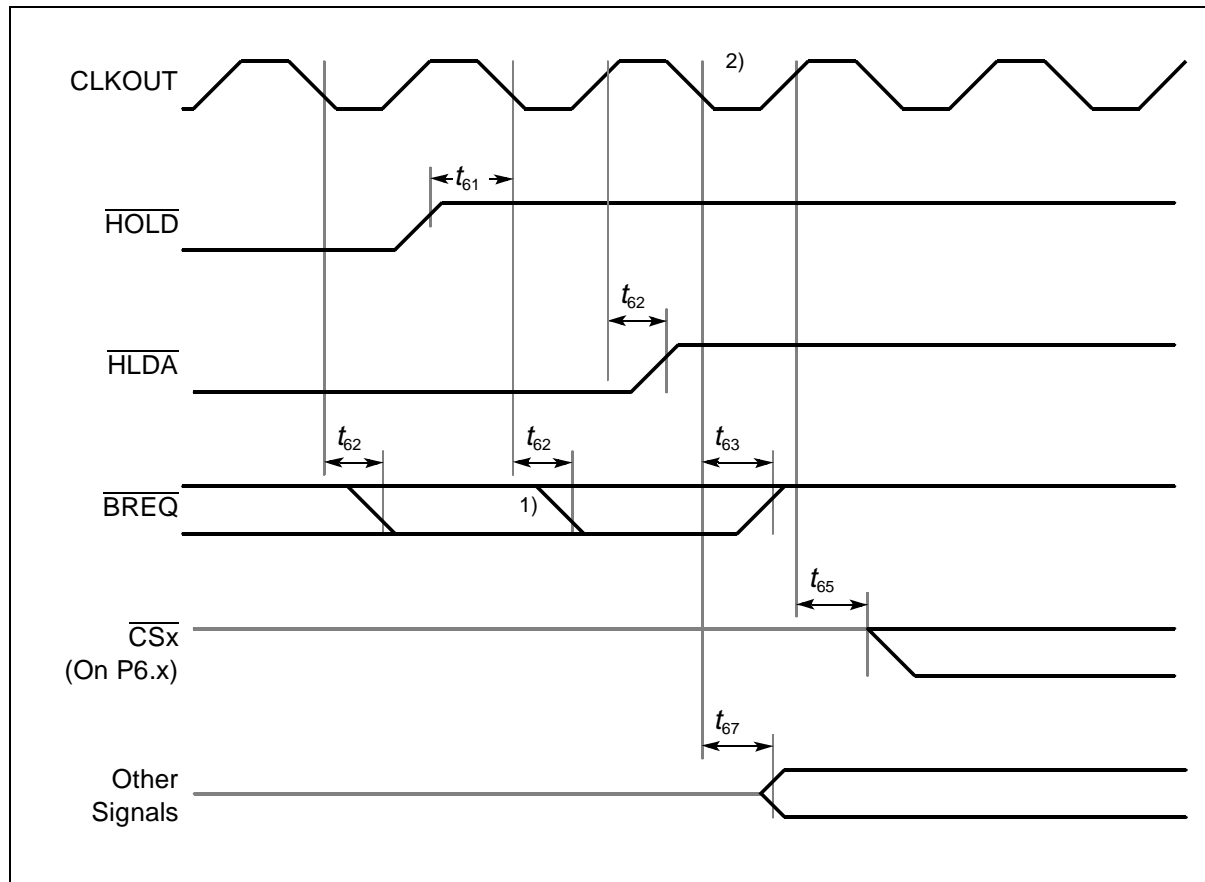 2)
CLKOUT
t61
HOLD
t62
HLDA
t62
t62
t63
BREQ
1)
t65
CSx
(On P6.x)
t67
Other
Signals